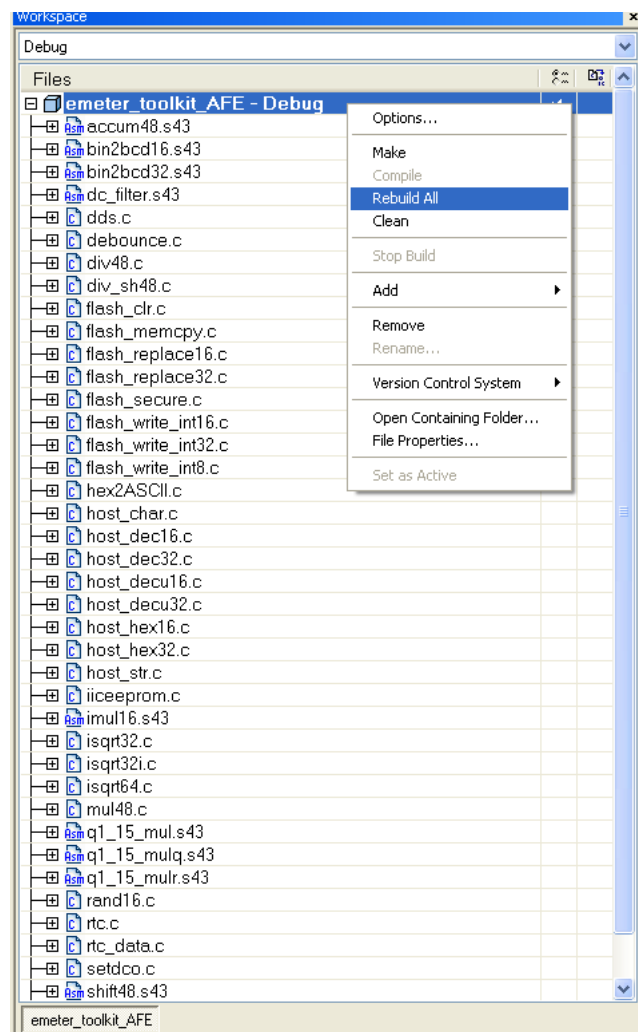 Workspace
Debug
Files
emeter_toolkit_AFE - Debug
accum48.s43
bin2bcd16.s43
bin2bcd32.s43
dc_filter.s43
dds.c
debounce.c
div48.c
div_sh48.c
flash_clr.c
flash_memcpy.c
flash_replace16.c
flash_replace32.c
flash_secure.c
flash_write_int16.c
flash_write_int32.c
flash_write_int8.c
hex2ASCII.c
host_char.c
host_dec16.c
host_dec32.c
host_decu16.c
host_decu32.c
host_hex16.c
host_hex32.c
host_str.c
iiceeprom.c
imul16.s43
isqrt32.c
isqrt32i.c
isqrt64.c
mul48.c
q1_15_mul.s43
q1_15_mulq.s43
q1_15_mulr.s43
rand16.c
rtc.c
rtc_data.c
setdco.c
shift48.s43
Options...
Make
Compile
Rebuild All
Clean
Stop Build
Add
Remove
Rename...
Version Control System
Open Containing Folder...
File Properties...
Set as Active
emeter_toolkit_AFE